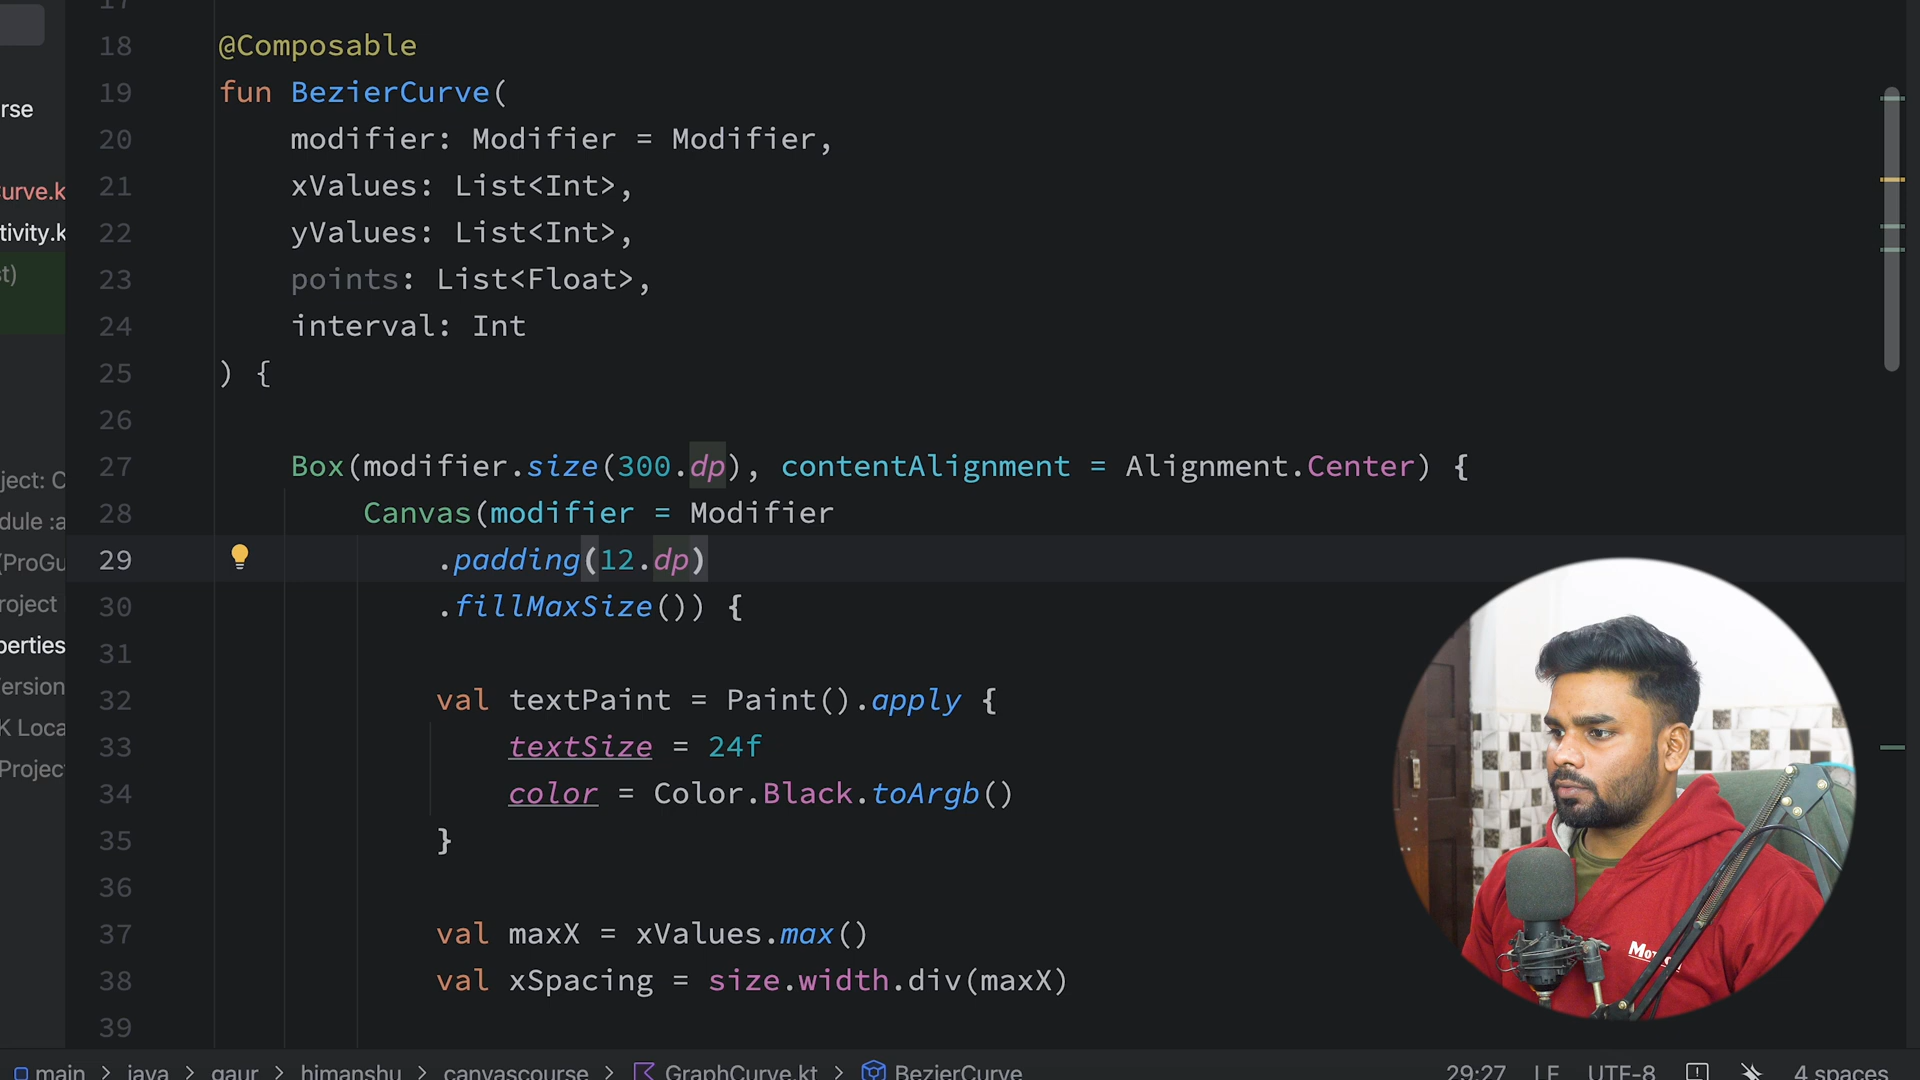 17
18 @Composable
19 fun BezierCurve(
20 modifier: Modifier = Modifier,
21 xValues: List<Int>,
22 yValues: List<Int>,
23 points: List<Float>,
24 interval: Int
25 ) {
26
27 Box(modifier.size(300.dp), contentAlignment = Alignment.Center) {
28 Canvas(modifier = Modifier
29 .padding(12.dp)
30 .fillMaxSize()) {
31
32 val textPaint = Paint().apply {
33 textSize = 24f
34 color = Color.Black.toArgb()
35 }
36
37 val maxX = xValues.max()
38 val xSpacing = size.width.div(maxX)
39
rse
urve.k
tivity.k
t)
ject: C
dule :a
(ProGu
roject
perties
ersion
K Loca
Projec
main > java > gaur > himanshu > canvascourse > GraphCurve.kt > BezierCurve
29:27 LF UTF-8 4 spaces